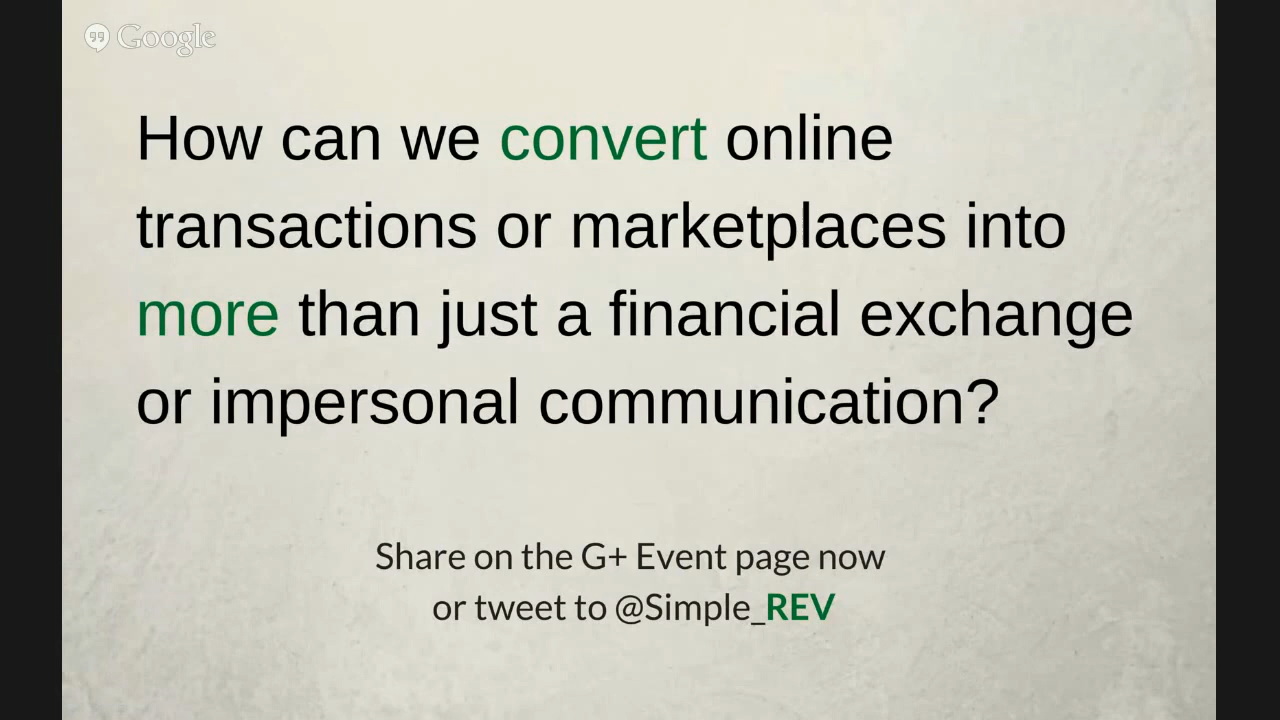 Google
How can we convert online
transactions or marketplaces into
more than just a financial exchange
or impersonal communication?
Share on the G+ Event page now
or tweet to @Simple_REV